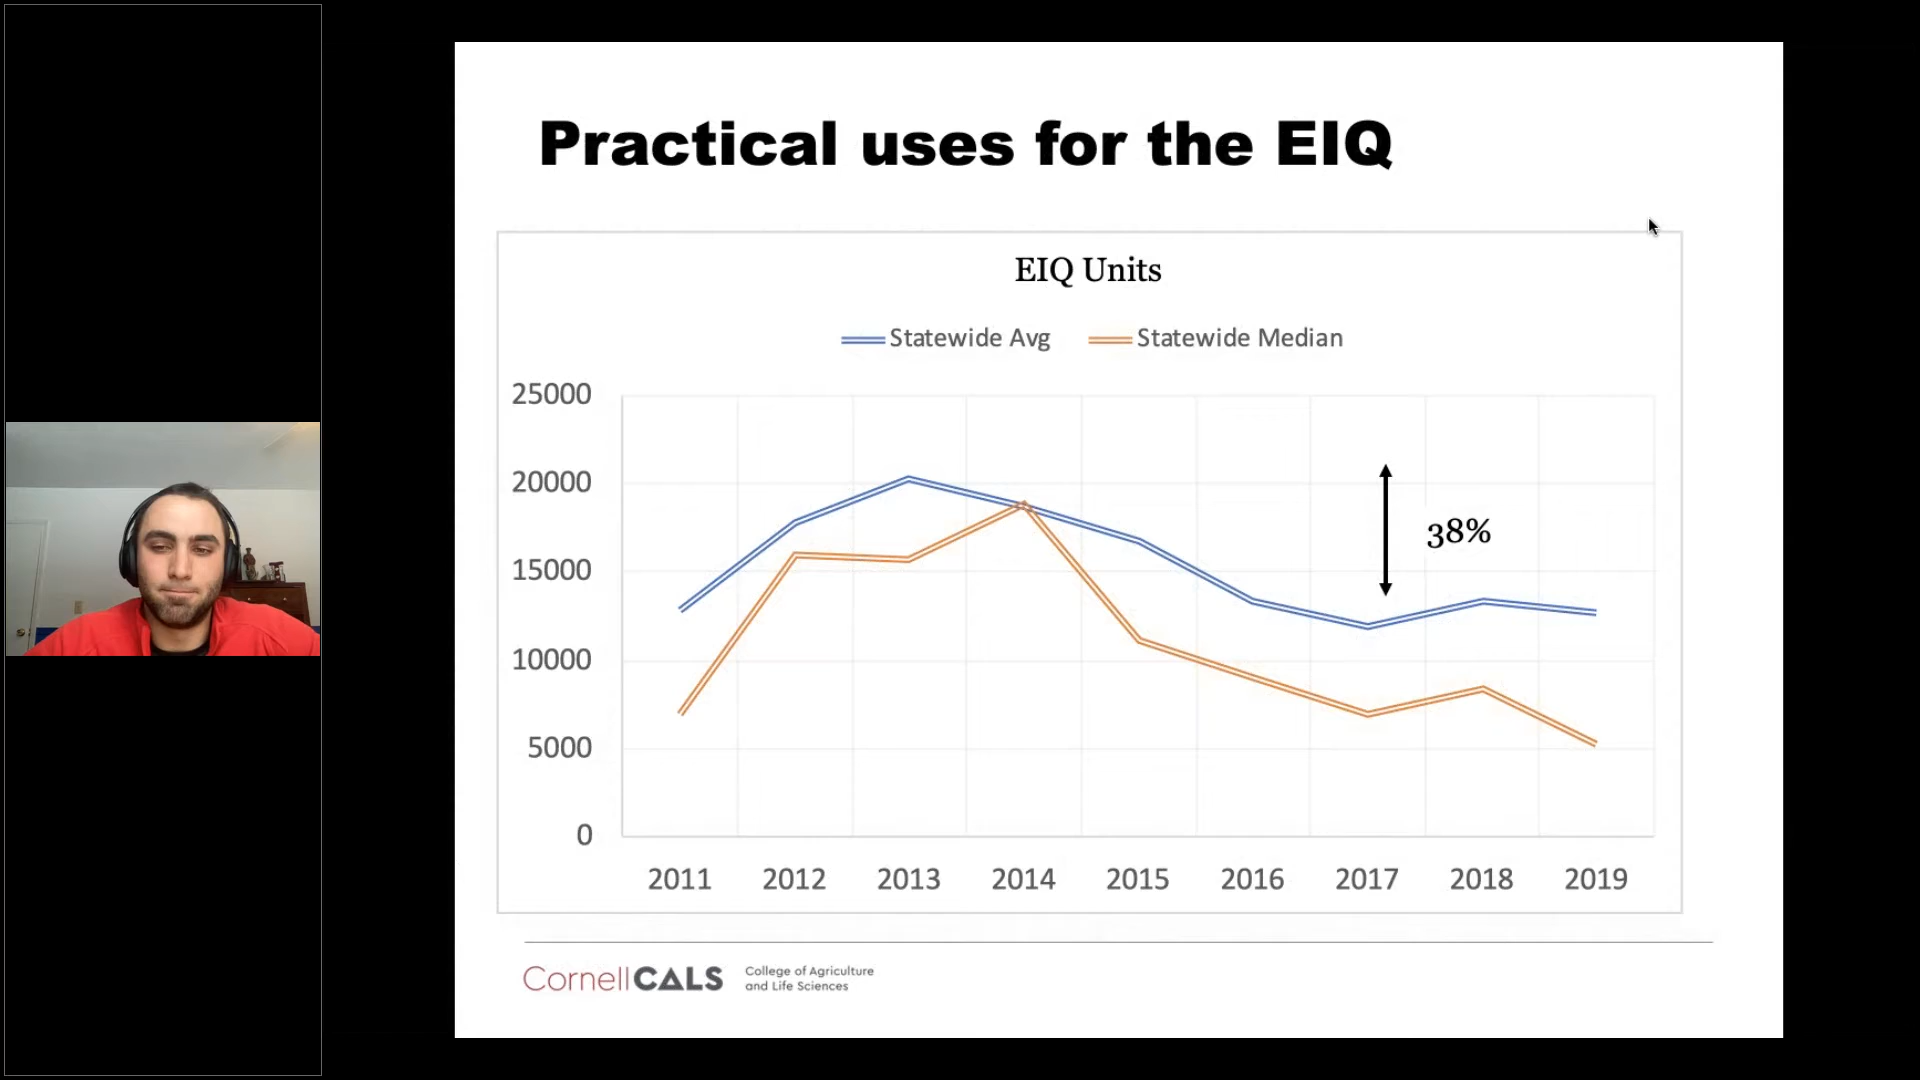 Practical uses for the EIQ
EIQ Units
Statewide Avg Statewide Median
25000
20000
15000
10000
5000
0
38%
2011 2012 2013 2014 2015 2016 2017 2018 2019
CornellCALS
College of Agriculture
and Life Sciences